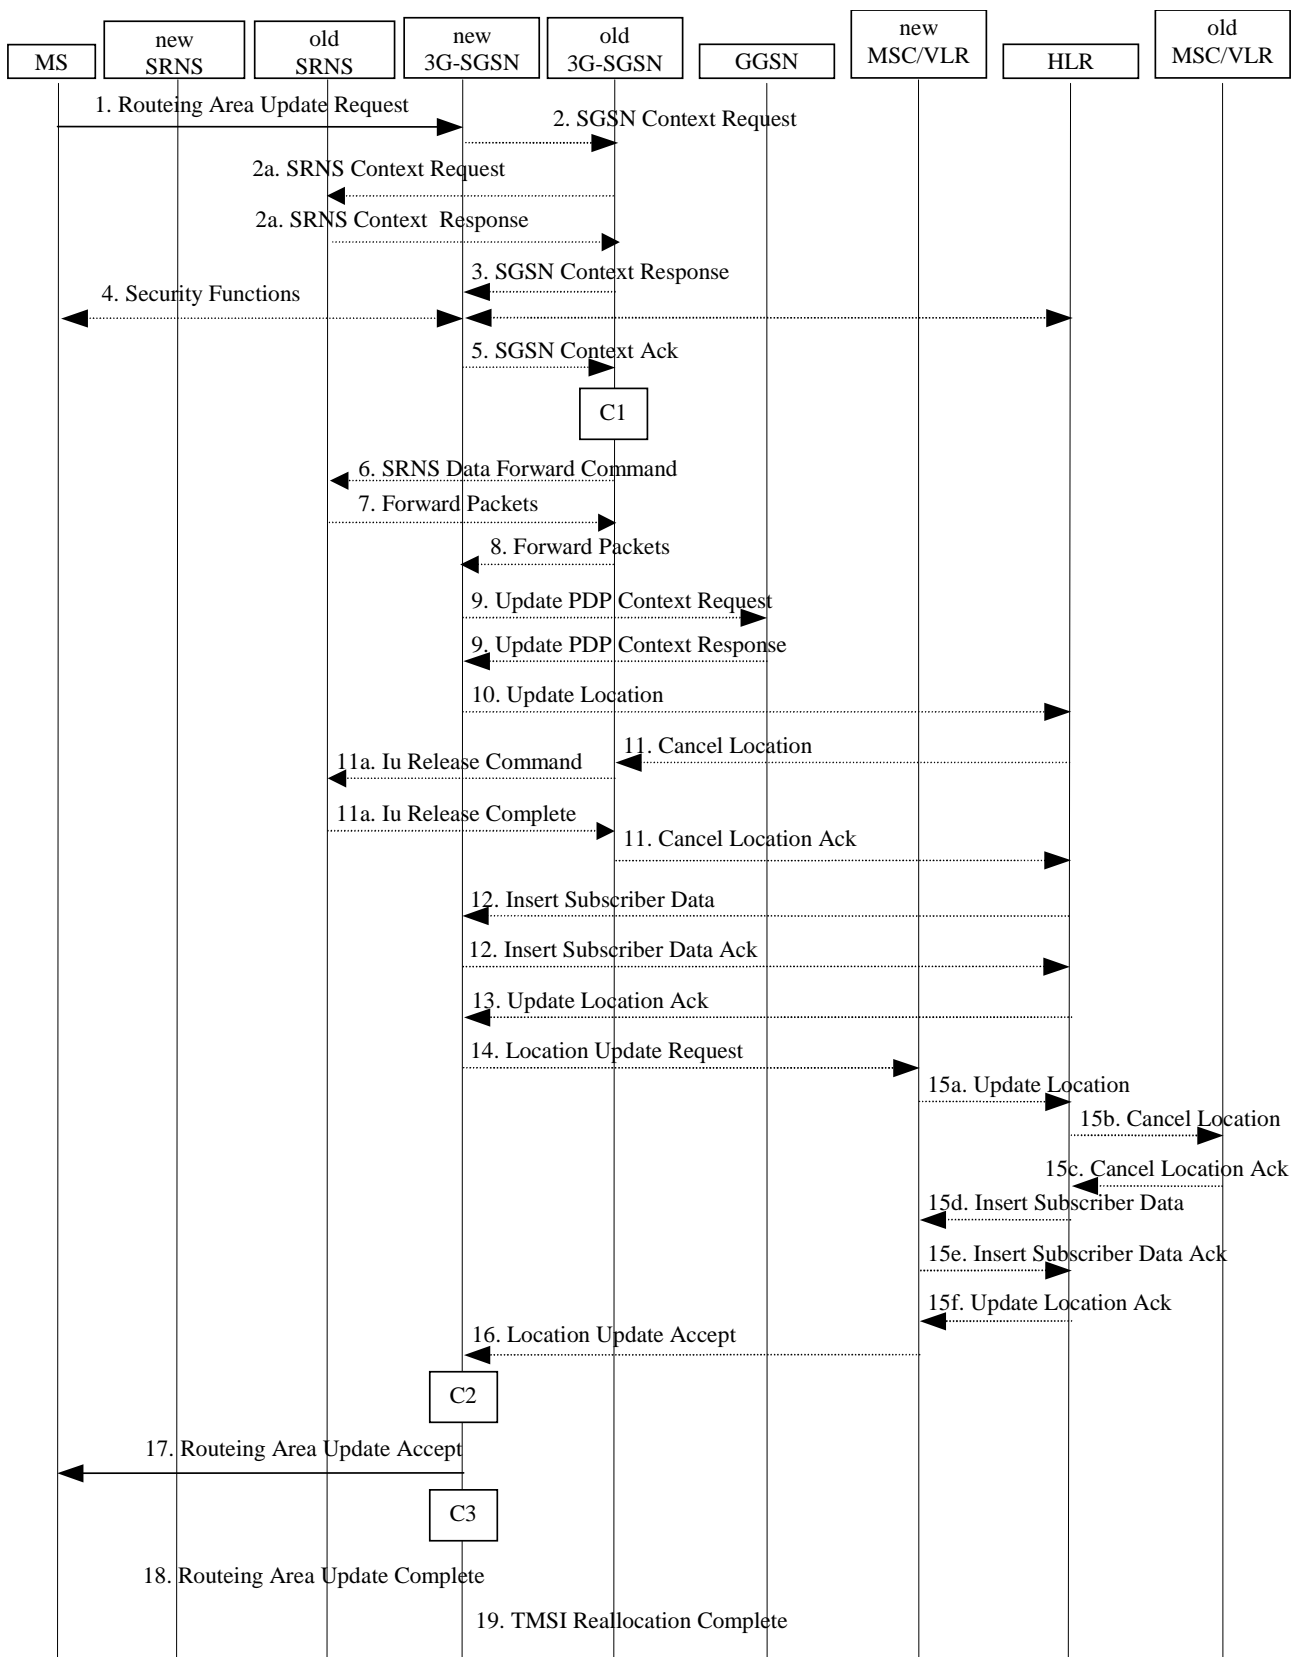 MS
new
SRNS
old
SRNS
new
3G-SGSN
old
3G-SGSN
GGSN
new
MSC/VLR
HLR
old
MSC/VLR
1. Routeing Area Update Request
2. SGSN Context Request
2a. SRNS Context Request
2a. SRNS Context Response
3. SGSN Context Response
4. Security Functions
5. SGSN Context Ack
C1
6. SRNS Data Forward Command
7. Forward Packets
8. Forward Packets
9. Update PDP Context Request
9. Update PDP Context Response
10. Update Location
11. Cancel Location
11a. Iu Release Command
11a. Iu Release Complete
11. Cancel Location Ack
12. Insert Subscriber Data
12. Insert Subscriber Data Ack
13. Update Location Ack
14. Location Update Request
15a. Update Location
15b. Cancel Location
15c. Cancel Location Ack
15d. Insert Subscriber Data
15e. Insert Subscriber Data Ack
15f. Update Location Ack
16. Location Update Accept
C2
17. Routeing Area Update Accept
C3
18. Routeing Area Update Complete
19. TMSI Reallocation Complete